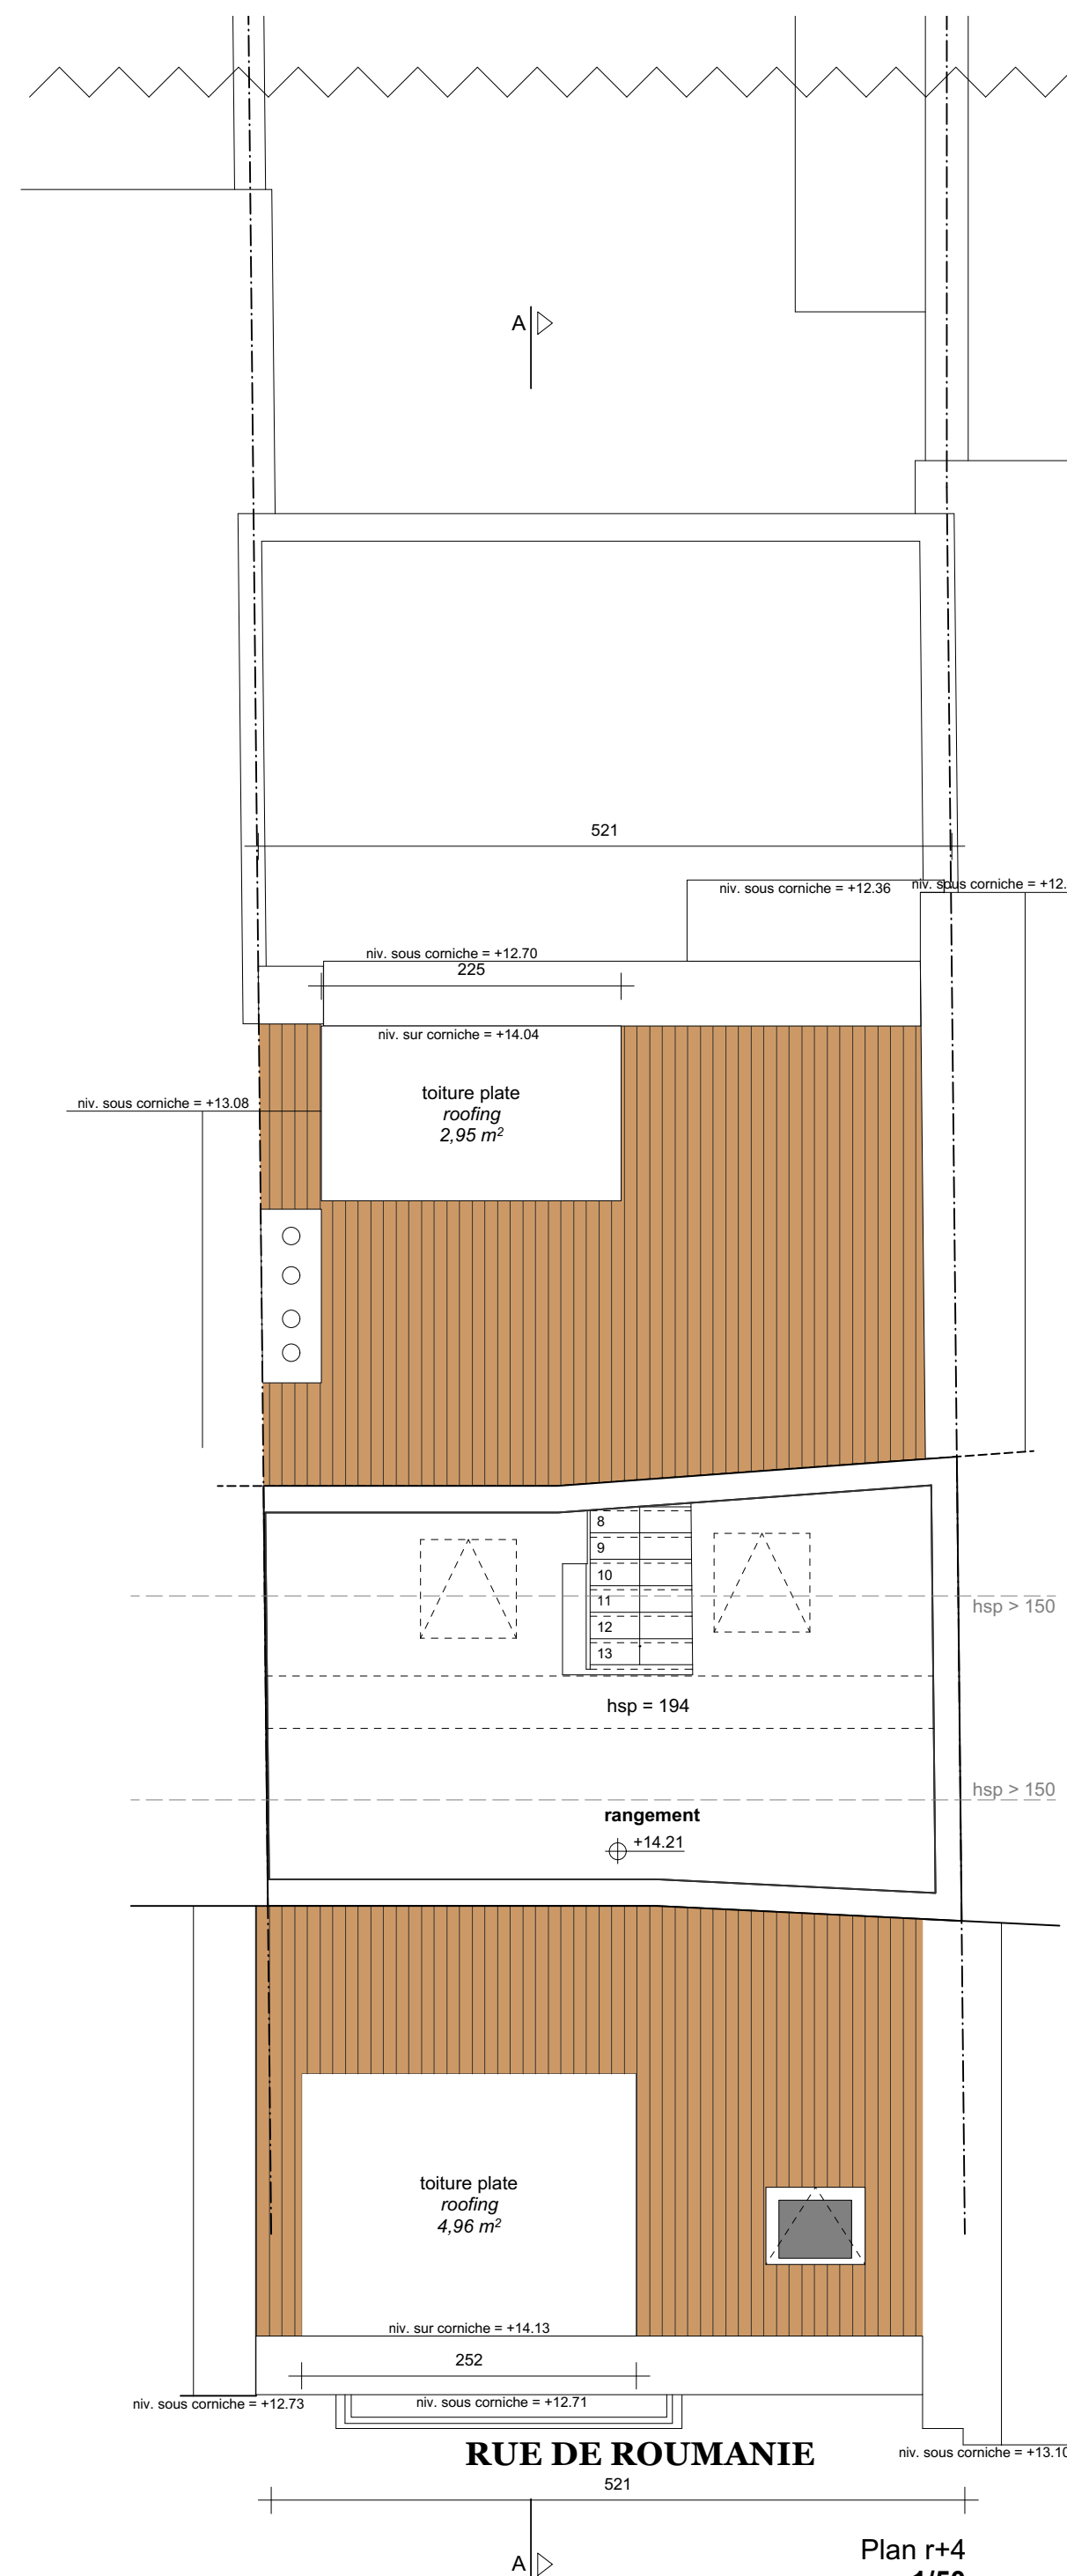 A
521
niv. sous corniche = +12.36
niv. sous corniche = +12.
niv. sous corniche = +12.70
225
niv. sur corniche = +14.04
toiture plate
roofing
2,95 m²
niv. sous corniche = +13.08
8
9
10
11
12
13
hsp > 150
hsp = 194
hsp > 150
rangement
+14.21
toiture plate
roofing
4,96 m²
niv. sur corniche = +14.13
252
niv. sous corniche = +12.73
niv. sous corniche = +12.71
RUE DE ROUMANIE
niv. sous corniche = +13.10
521
Plan r+4
A
1/50